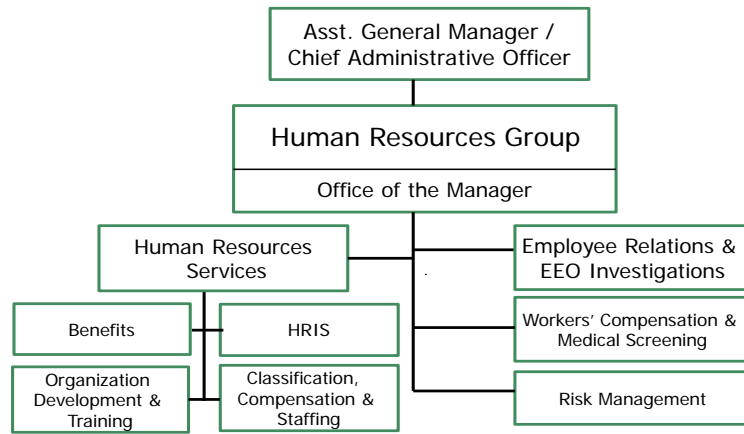 Asst. General Manager /
Chief Administrative Officer
Human Resources Group
Office of the Manager
Human Resources
Services
Employee Relations &
EEO Investigations
Benefits
HRIS
Workers' Compensation &
Medical Screening
Organization
Development &
Training
Classification,
Compensation &
Staffing
Risk Management